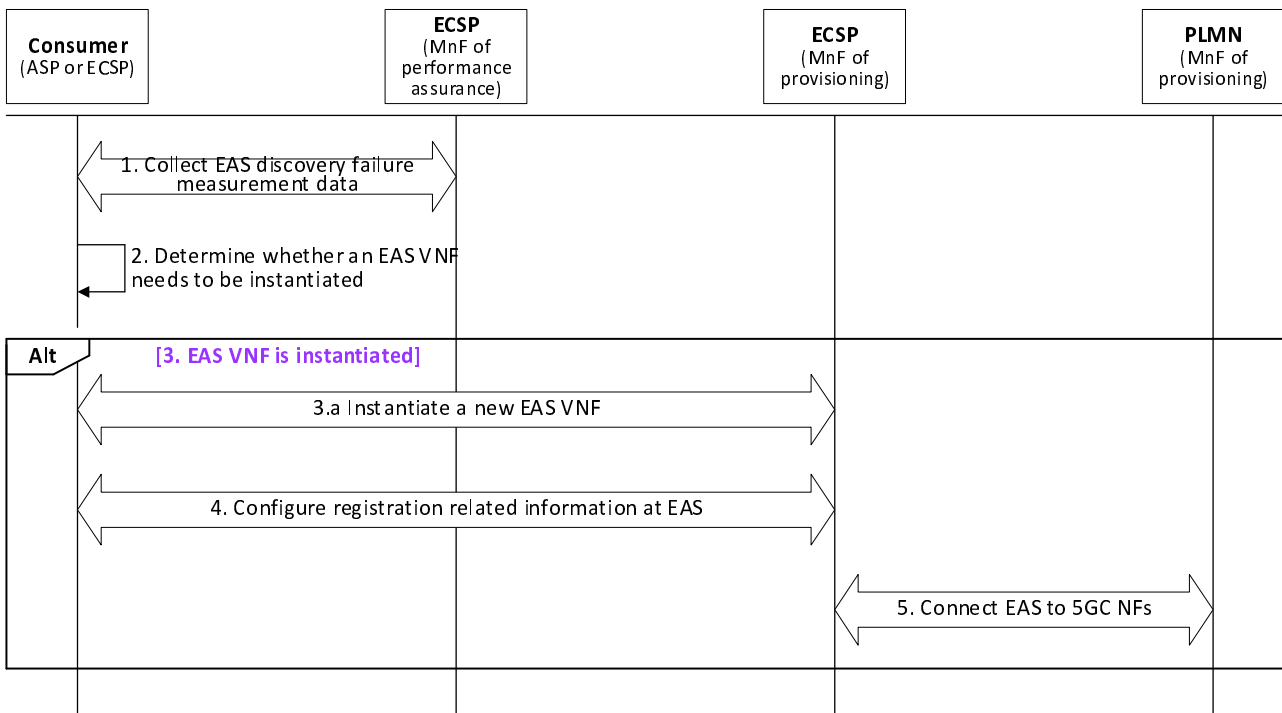 Consumer
(ASP or ECSP)
ECSP
(MnF of
performance
assurance)
ECSP
(MnF of
provisioning)
PLMN
(MnF of
provisioning)
1. Collect EAS discovery failure
measurement data
2. Determine whether an EAS VNF
needs to be instantiated
Alt
[3. EAS VNF is instantiated]
3.a Instantiate a new EAS VNF
4. Configure registration related information at EAS
5. Connect EAS to 5GC NFs